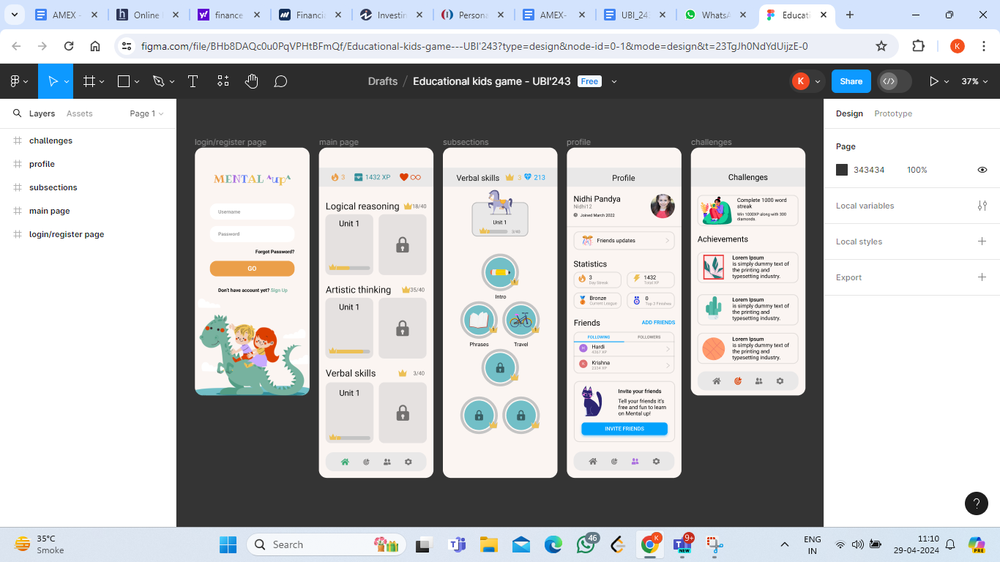 AMEX -
Online
finance
Financi
Investin
Persona
AMEX-
UBI_24
WhatsA
Educati
figma.com/file/BHb8DAQc0u0PqVPHtBFmQf/Educational-kids-game---UBI'243?type=design&node-id=0-1&mode=design&t=23TgJh0NdYdUijzE-0
K
Drafts / Educational kids game - UBI'243 Free
K
Share
37%
Layers
Assets
Page 1
challenges
profile
subsections
main page
login/register page
Design
Prototype
Page
343434
100%
Local variables
Local styles
Export
login/register page
MENTAL "up"
Username
Password
Forgot Password?
GO
Don't have account yet? Sign Up
main page
3
1432 XP
Logical reasoning
18/40
Unit 1
Artistic thinking
35/40
Unit 1
Verbal skills
3/40
Unit 1
subsections
Verbal skills
3
213
Unit 1
3/40
1
Intro
1
1
Phrases
Travel
profile
Profile
Nidhi Pandya
Nidhi12
Joined March 2022
Friends updates
Statistics
3
Day Streak
1432
Total XP
Bronze
Current League
0
Top 3 Finishes
Friends
ADD FRIENDS
FOLLOWING
FOLLOWERS
H
Hardi
4367 XP
K
Krishna
2334 XP
Invite your friends
Tell your friends it's
free and fun to learn
on Mental up!
INVITE FRIENDS
challenges
Challenges
Complete 1000 word
streak
Win 1000XP along with 300
diamonds.
Achievements
Lorem Ipsum
is simply dummy text of
the printing and
typesetting industry.
Lorem Ipsum
is simply dummy text of
the printing and
typesetting industry.
Lorem Ipsum
is simply dummy text of
the printing and
typesetting industry.
?
35°C
Smoke
Search
46
K
9+
NEW
ENG
IN
11:10
29-04-2024
PRE